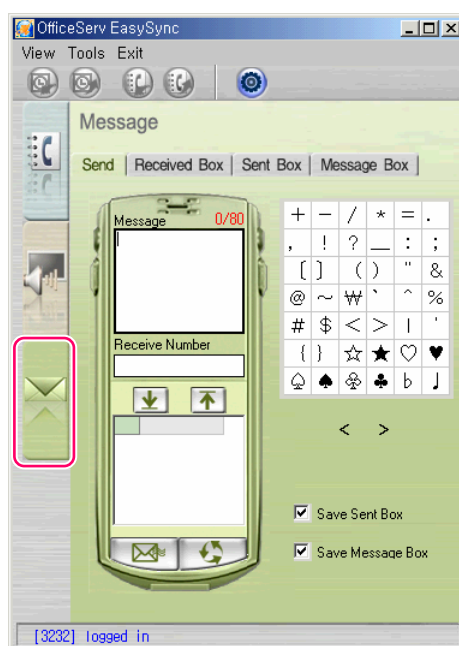 OfficeServ EasySync
View Tools Exit
Message
Send Received Box Sent Box Message Box
Message 0/80
Receive Number
+ – / * = .
, ! ? _ : ;
[ ] ( ) " &
@ ~ ₩ ` ^ %
# $ < > | '
{ } ☆ ★ ♡ ♥
♤ ♠ ♧ ♣ ♭ ♩
< >
Save Sent Box
Save Message Box
[3232] logged in